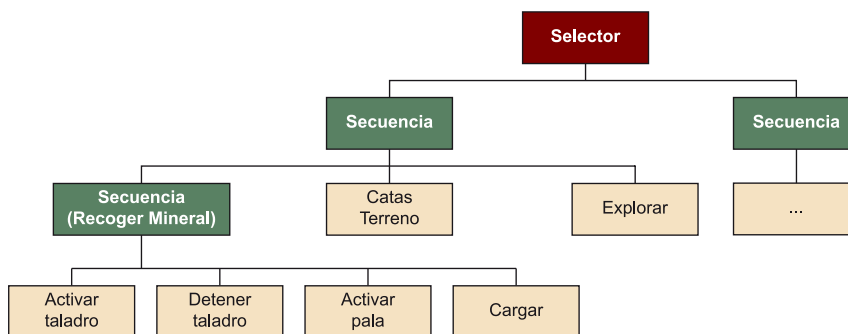 Selector
Secuencia
Secuencia
Secuencia
(Recoger Mineral)
Catas
Terreno
Explorar
...
Activar
taladro
Detener
taladro
Activar
pala
Cargar